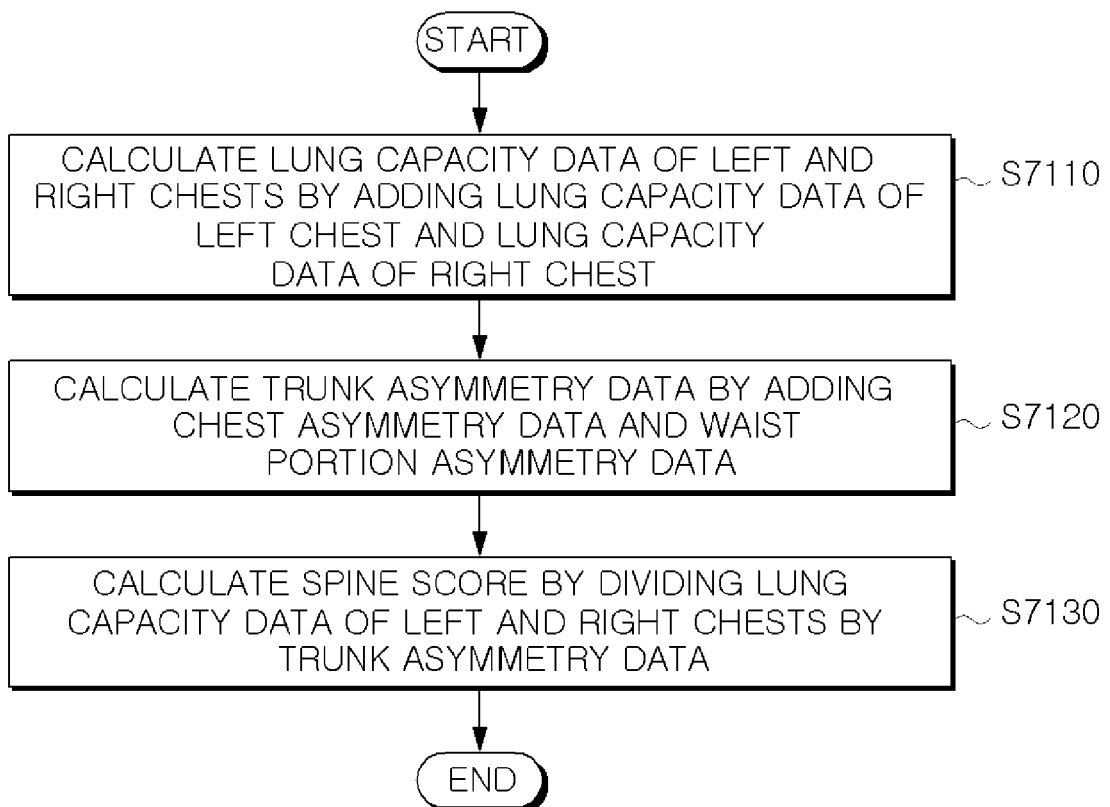 START
CALCULATE LUNG CAPACITY DATA OF LEFT AND
RIGHT CHESTS BY ADDING LUNG CAPACITY DATA OF
LEFT CHEST AND LUNG CAPACITY
DATA OF RIGHT CHEST
S7110
CALCULATE TRUNK ASYMMETRY DATA BY ADDING
CHEST ASYMMETRY DATA AND WAIST
PORTION ASYMMETRY DATA
S7120
CALCULATE SPINE SCORE BY DIVIDING LUNG
CAPACITY DATA OF LEFT AND RIGHT CHESTS BY
TRUNK ASYMMETRY DATA
S7130
END